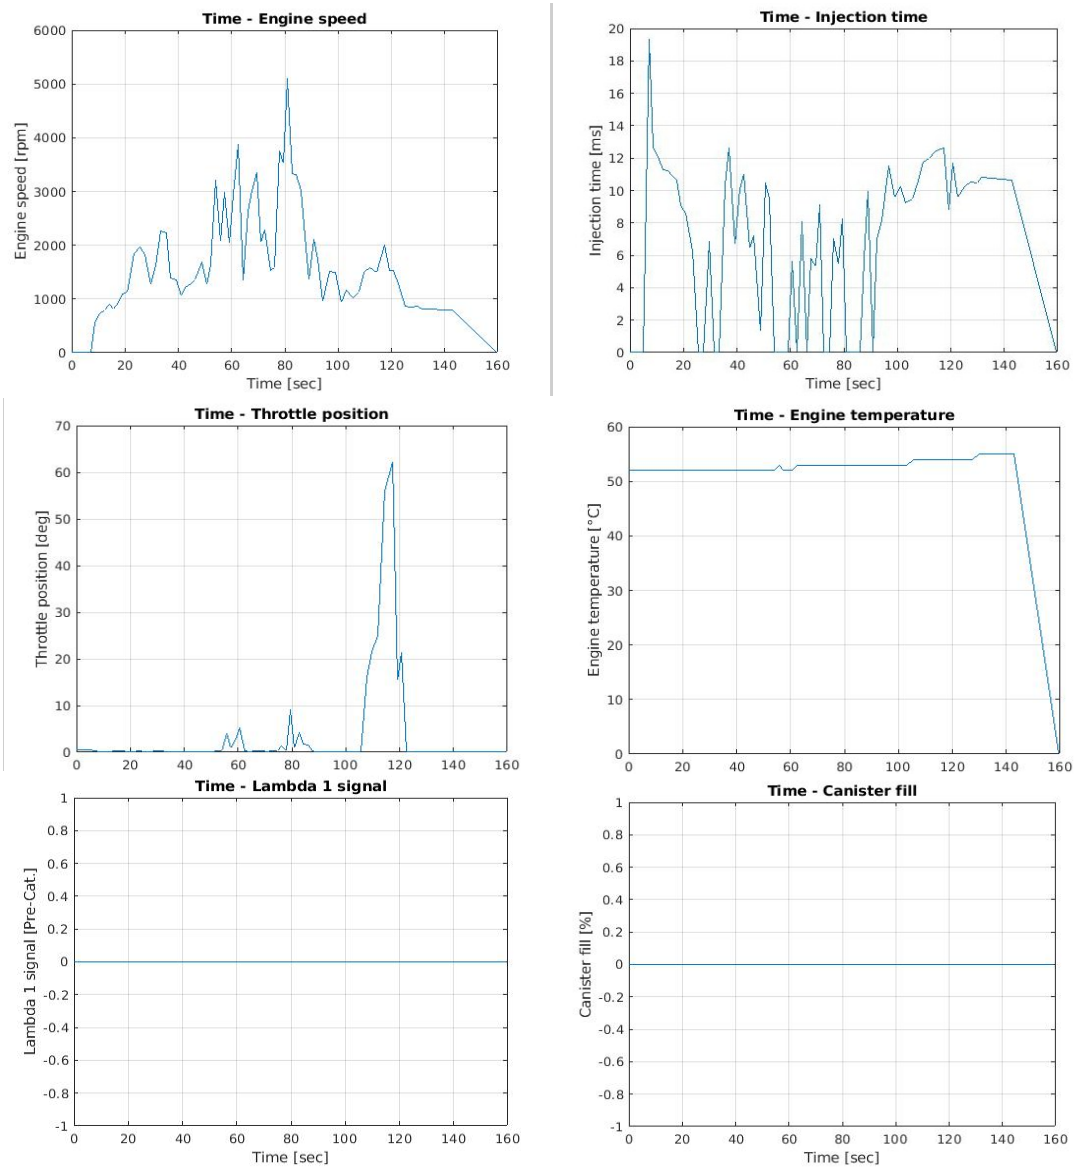 Time - Engine speed
6000
5000
4000
3000
2000
1000
0
Engine speed [rpm]
0 20 40 60 80 100 120 140 160
Time [sec]
Time - Injection time
20
18
16
14
12
10
8
6
4
2
0
Injection time [ms]
0 20 40 60 80 100 120 140 160
Time [sec]
Time - Throttle position
70
60
50
40
30
20
10
0
Throttle position [deg]
0 20 40 60 80 100 120 140 160
Time - Engine temperature
60
50
40
30
20
10
0
Engine temperature [°C]
0 20 40 60 80 100 120 140 160
Time - Lambda 1 signal
1
0.8
0.6
0.4
0.2
0
-0.2
-0.4
-0.6
-0.8
-1
Lambda 1 signal [Pre-Cat.]
0 20 40 60 80 100 120 140 160
Time [sec]
Time - Canister fill
1
0.8
0.6
0.4
0.2
0
-0.2
-0.4
-0.6
-0.8
-1
Canister fill [%]
0 20 40 60 80 100 120 140 160
Time [sec]